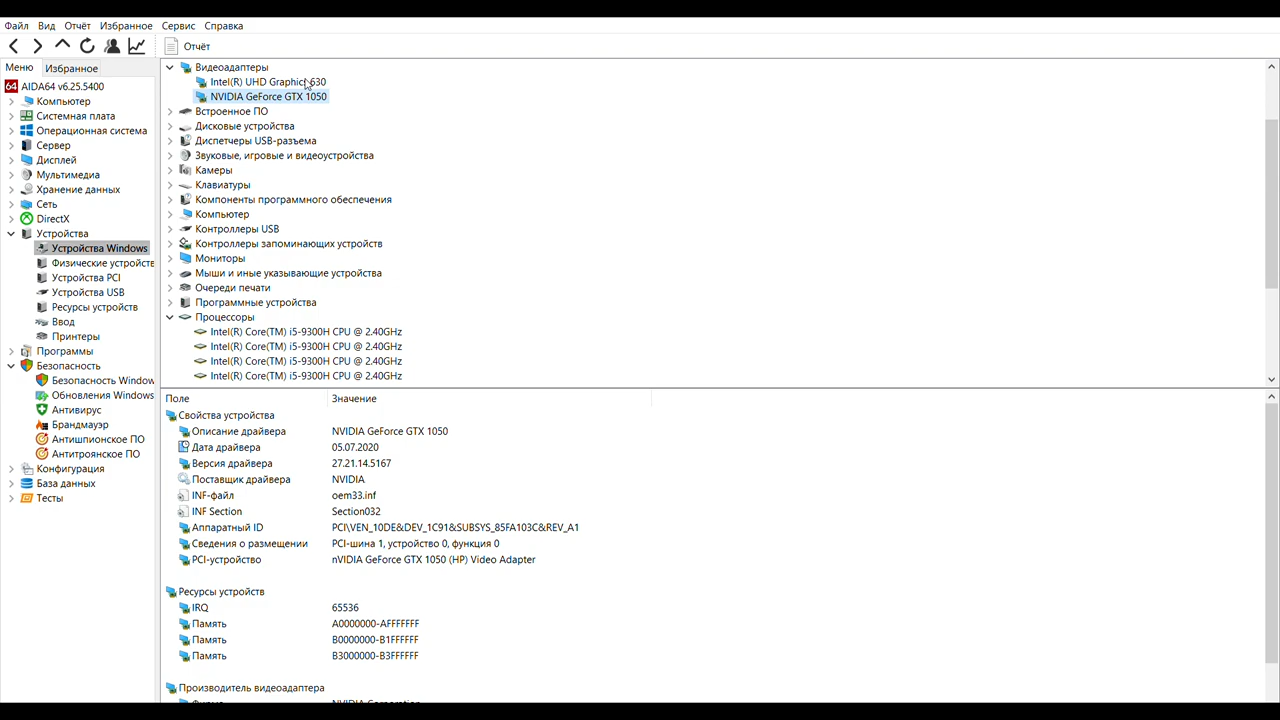 Файл Вид Отчёт Избранное Сервис Справка
Отчёт
Меню Избранное
64 AIDA64 v6.25.5400
Компьютер
Системная плата
Операционная система
Сервер
Дисплей
Мультимедиа
Хранение данных
Сеть
DirectX
Устройства
Устройства Windows
Физические устройств
Устройства PCI
Устройства USB
Ресурсы устройств
Ввод
Принтеры
Программы
Безопасность
Безопасность Window
Обновления Windows
Антивирус
Брандмауэр
Антишпионское ПО
Антитроянское ПО
Конфигурация
База данных
Тесты
Видеоадаптеры
Intel(R) UHD Graphics 630
NVIDIA GeForce GTX 1050
Встроенное ПО
Дисковые устройства
Диспетчеры USB-разъема
Звуковые, игровые и видеоустройства
Камеры
Клавиатуры
Компоненты программного обеспечения
Компьютер
Контроллеры USB
Контроллеры запоминающих устройств
Мониторы
Мыши и иные указывающие устройства
Очереди печати
Программные устройства
Процессоры
Intel(R) Core(TM) i5-9300H CPU @ 2.40GHz
Intel(R) Core(TM) i5-9300H CPU @ 2.40GHz
Intel(R) Core(TM) i5-9300H CPU @ 2.40GHz
Intel(R) Core(TM) i5-9300H CPU @ 2.40GHz
Поле Значение
Свойства устройства
Описание драйвера NVIDIA GeForce GTX 1050
Дата драйвера 05.07.2020
Версия драйвера 27.21.14.5167
Поставщик драйвера NVIDIA
INF-файл oem33.inf
INF Section Section032
Аппаратный ID PCI\VEN_10DE&DEV_1C91&SUBSYS_85FA103C&REV_A1
Сведения о размещении PCI-шина 1, устройство 0, функция 0
PCI-устройство nVIDIA GeForce GTX 1050 (HP) Video Adapter
Ресурсы устройств
IRQ 65536
Память A0000000-AFFFFFFF
Память B0000000-B1FFFFFF
Память B3000000-B3FFFFFF
Производитель видеоадаптера
Фирма NVIDIA Corporation